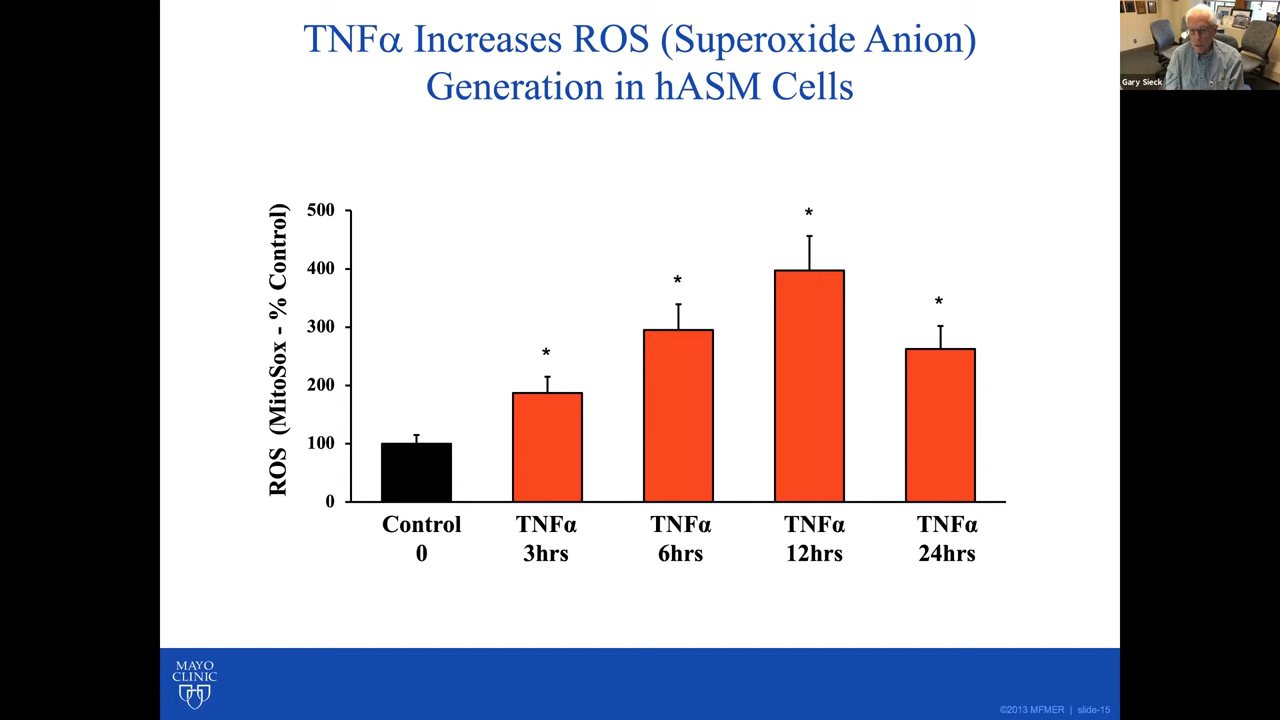 TNFα Increases ROS (Superoxide Anion)
Generation in hASM Cells
Gary Sieck
ROS (MitoSox - % Control)
500
400
300
200
100
0
*
*
*
*
Control
0
TNFα
3hrs
TNFα
6hrs
TNFα
12hrs
TNFα
24hrs
MAYO
CLINIC
©2013 MFMER | slide-15